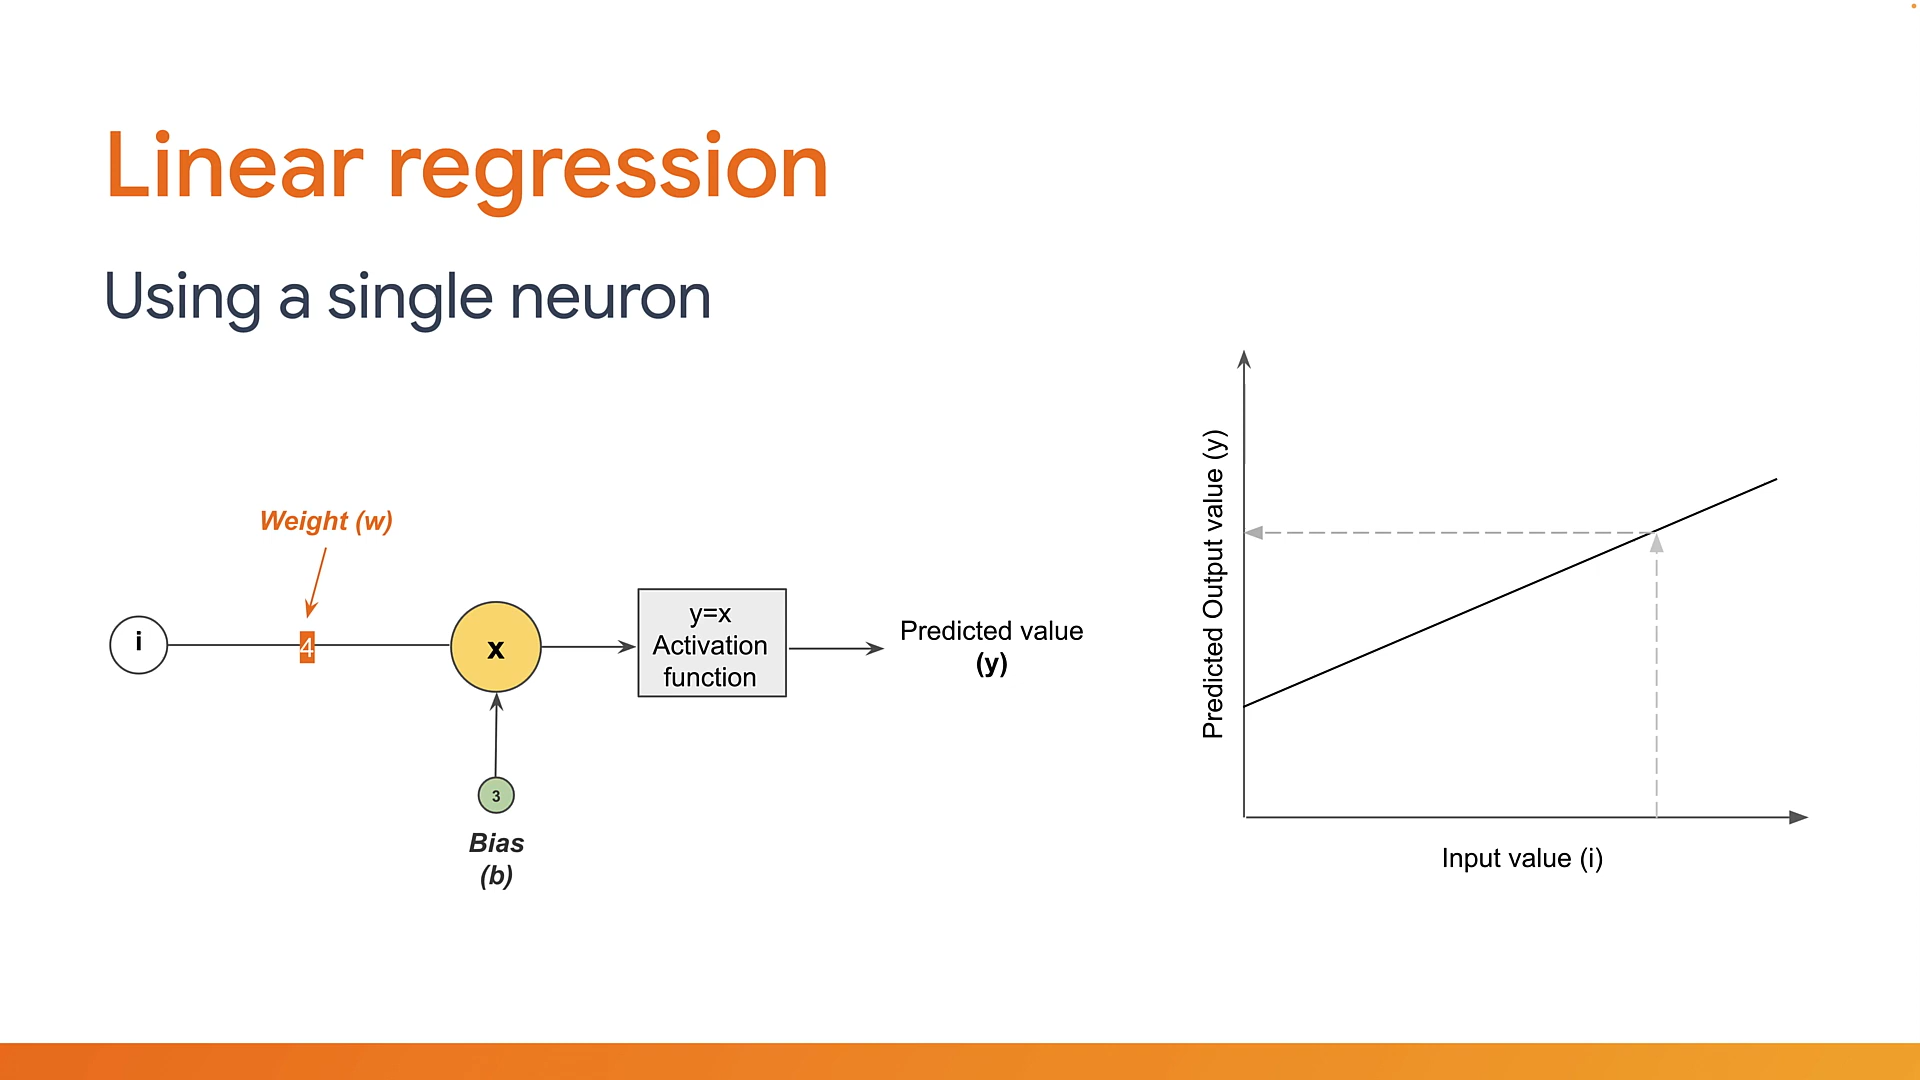 Linear regression
Using a single neuron
Weight (w)
i
4
x
y=x
Activation
function
Predicted value
(y)
3
Bias
(b)
Predicted Output value (y)
Input value (i)